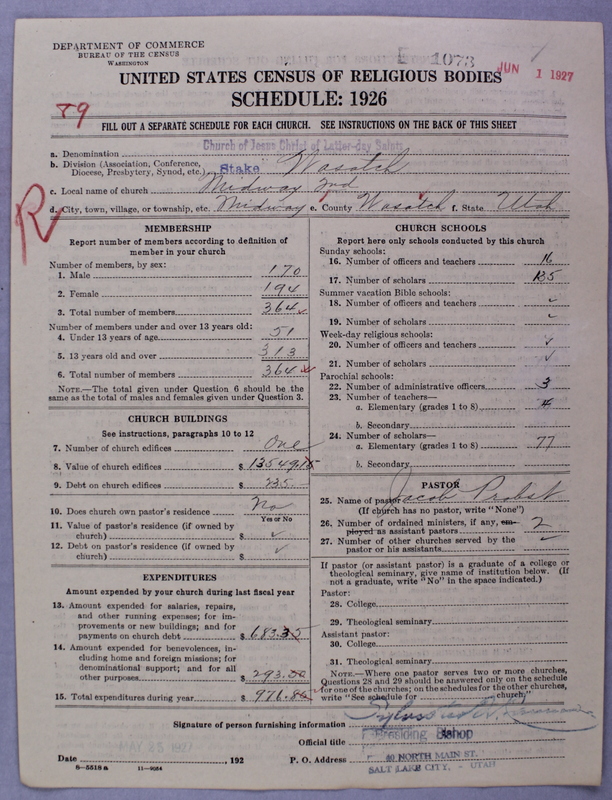 DEPARTMENT OF COMMERCE
BUREAU OF THE CENSUS
WASHINGTON
1073
JUN 1 1927
UNITED STATES CENSUS OF RELIGIOUS BODIES
SCHEDULE: 1926
79
FILL OUT A SEPARATE SCHEDULE FOR EACH CHURCH. SEE INSTRUCTIONS ON THE BACK OF THIS SHEET
a. Denomination Church of Jesus Christ of Latter-day Saints
b. Division (Association, Conference, Diocese, Presbytery, Synod, etc.) Stake Wasatch
c. Local name of church Midway 2nd
d. City, town, village, or township, etc. Midway e. County Wasatch f. State Utah
R
MEMBERSHIP
Report number of members according to definition of
member in your church
Number of members, by sex:
1. Male 170
2. Female 194
3. Total number of members 364
Number of members under and over 13 years old:
4. Under 13 years of age 51
5. 13 years old and over 313
6. Total number of members 364
NOTE.—The total given under Question 6 should be the
same as the total of males and females given under Question 3.
CHURCH BUILDINGS
See instructions, paragraphs 10 to 12
7. Number of church edifices One
8. Value of church edifices $ 13549.15
9. Debt on church edifices $ 235.
10. Does church own pastor's residence No
Yes or No
11. Value of pastor's residence (if owned by
church) $ ✓
12. Debt on pastor's residence (if owned by
church) $ ✓
EXPENDITURES
Amount expended by your church during last fiscal year
13. Amount expended for salaries, repairs,
and other running expenses; for im-
provements or new buildings; and for
payments on church debt $ 683.35
14. Amount expended for benevolences, in-
cluding home and foreign missions; for
denominational support; and for all
other purposes $ 293.50
15. Total expenditures during year $ 976.85
CHURCH SCHOOLS
Report here only schools conducted by this church
Sunday schools:
16. Number of officers and teachers 16
17. Number of scholars 135
Summer vacation Bible schools:
18. Number of officers and teachers ✓
19. Number of scholars ✓
Week-day religious schools:
20. Number of officers and teachers ✓
21. Number of scholars ✓
Parochial schools:
22. Number of administrative officers 3
23. Number of teachers—
a. Elementary (grades 1 to 8) 4
b. Secondary
24. Number of scholars—
a. Elementary (grades 1 to 8) 77
b. Secondary
PASTOR
25. Name of pastor Jacob Probst
(If church has no pastor, write "None")
26. Number of ordained ministers, if any, em-
ployed as assistant pastors 2
27. Number of other churches served by the
pastor or his assistants ✓
If pastor (or assistant pastor) is a graduate of a college or
theological seminary, give name of institution below. (If
not a graduate, write "No" in the space indicated.)
Pastor:
28. College
29. Theological seminary
Assistant pastor:
30. College
31. Theological seminary
NOTE.—Where one pastor serves two or more churches,
Questions 28 and 29 should be answered only on the schedule
for one of the churches; on the schedules for the other churches,
write "See schedule for church."
Signature of person furnishing information Sylvester Q. Cannon
Official title Presiding Bishop
MAY 25 1927
Date , 192 P. O. Address 40 NORTH MAIN ST.
SALT LAKE CITY, - UTAH
8—5518 a 11—9054